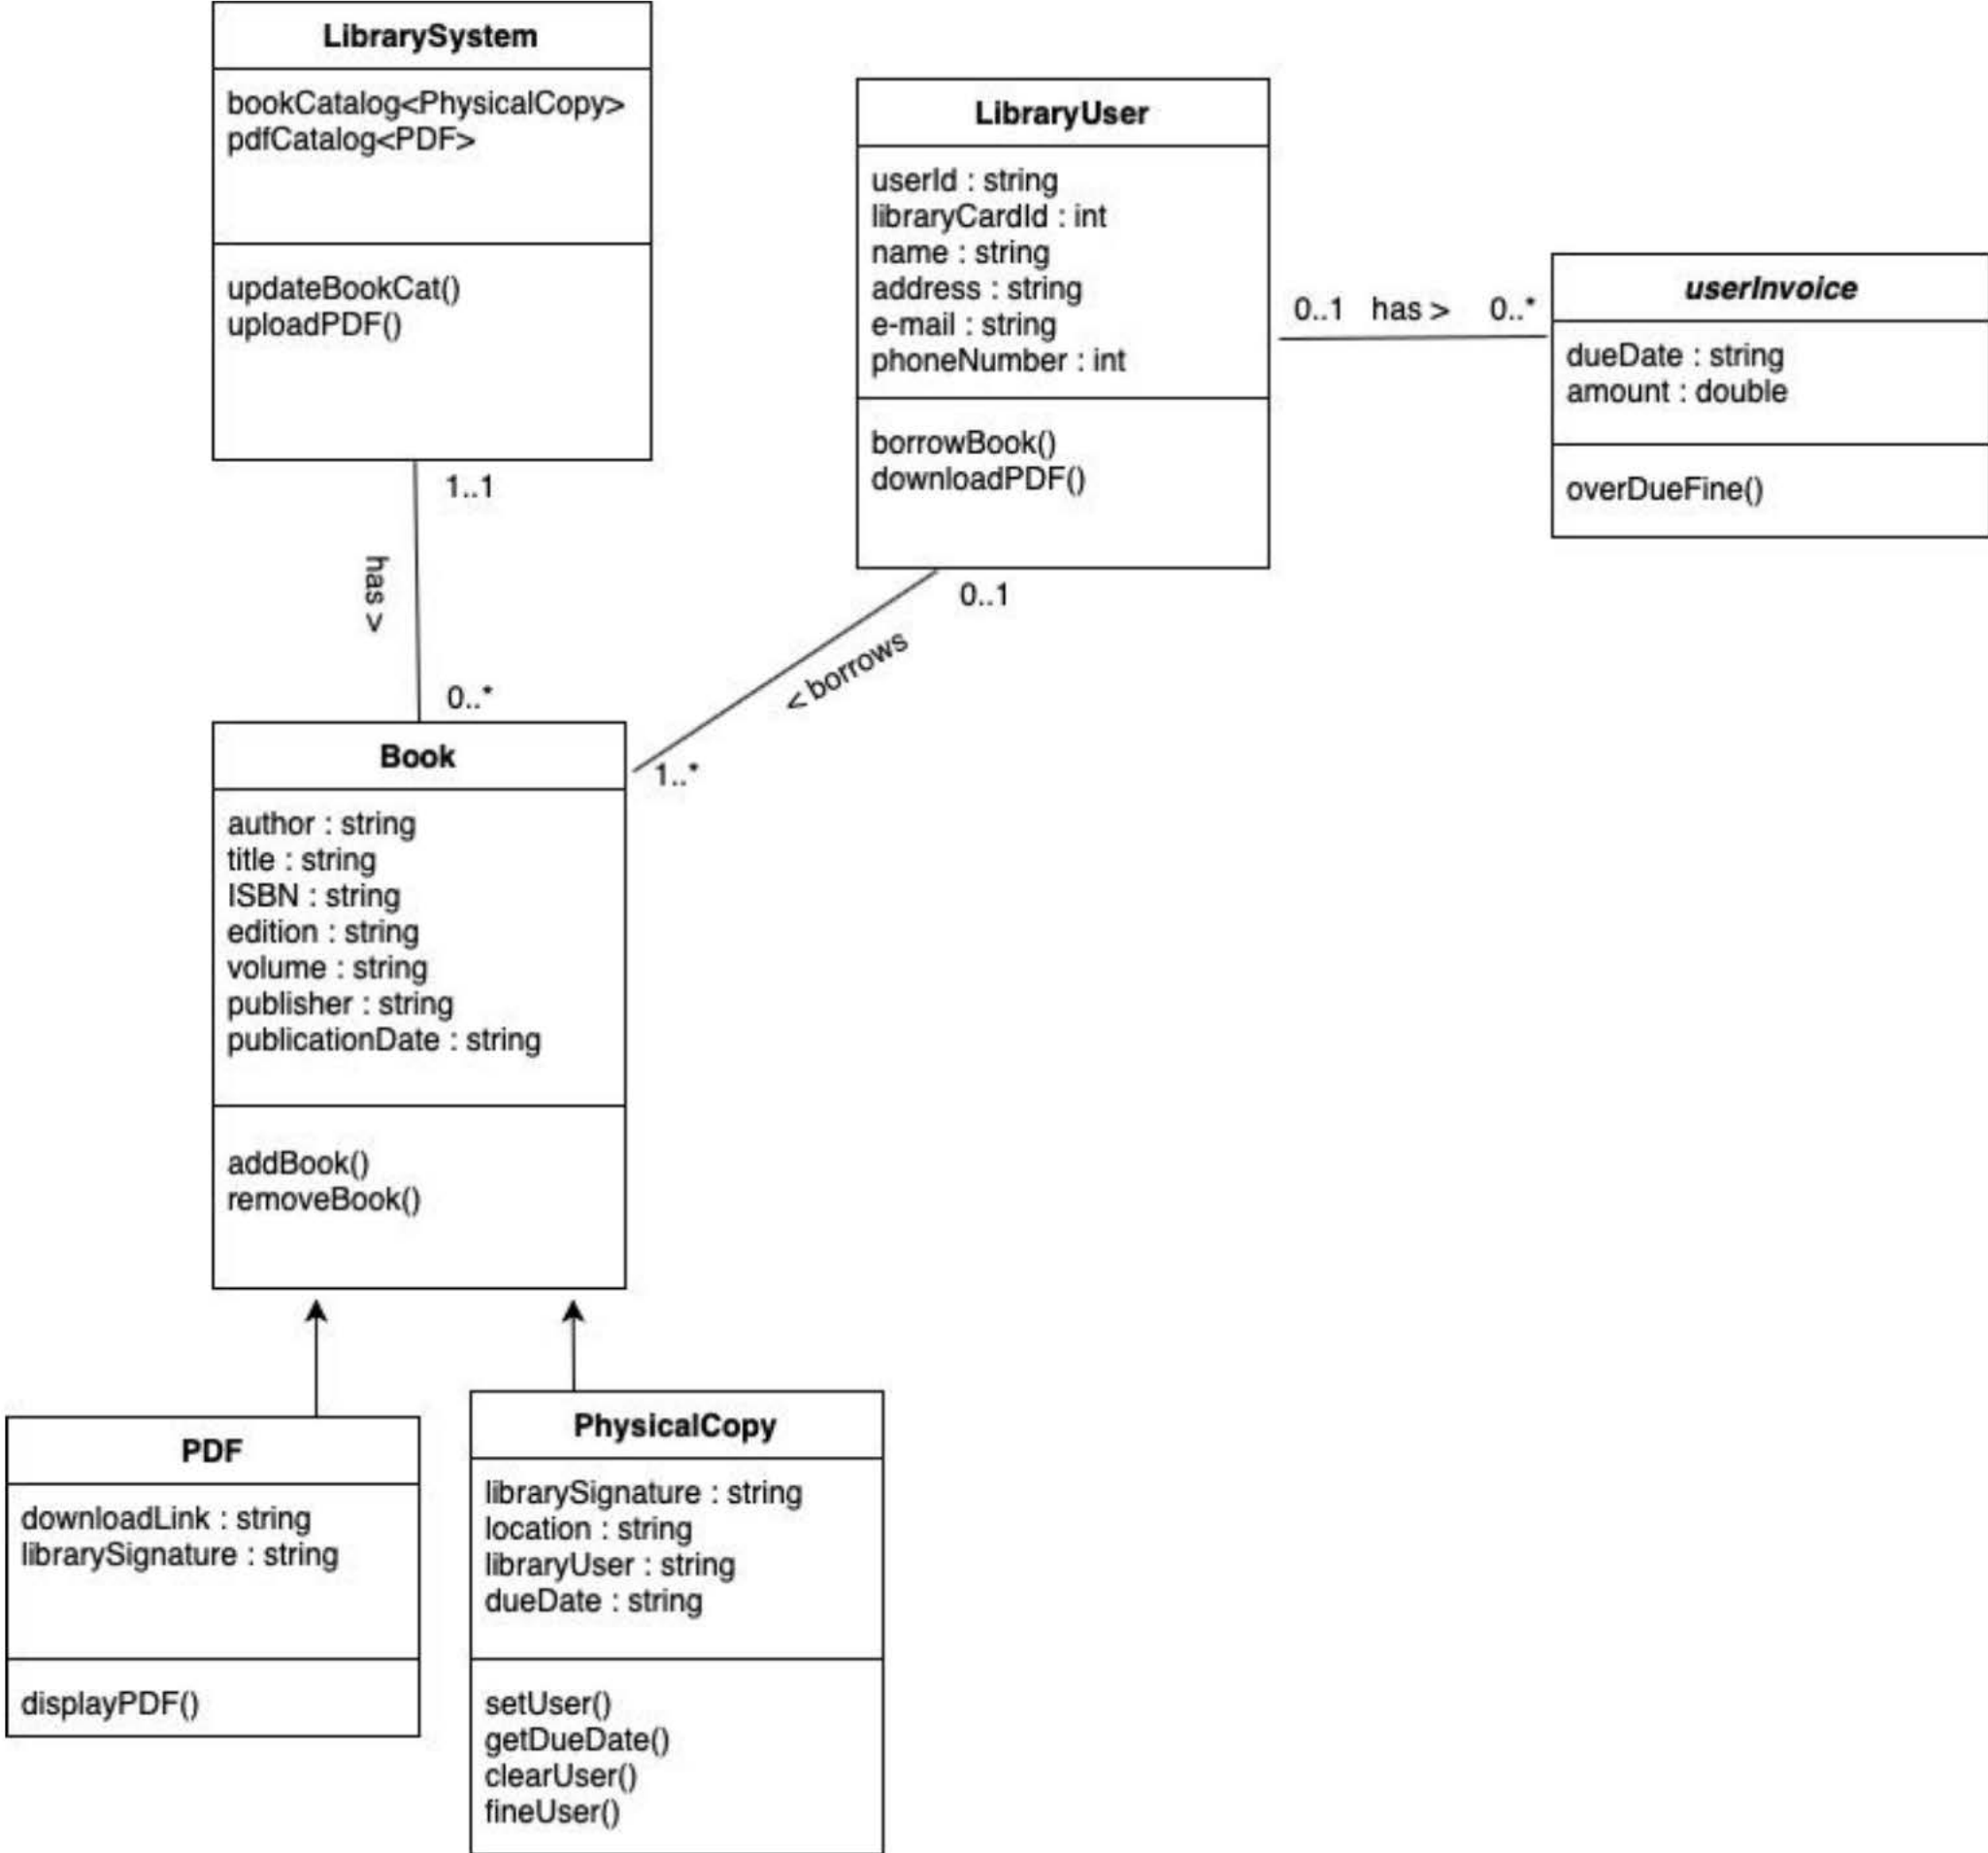 LibrarySystem
bookCatalog<PhysicalCopy>
pdfCatalog<PDF>
updateBookCat()
uploadPDF()
LibraryUser
userId : string
libraryCardId : int
name : string
address : string
e-mail : string
phoneNumber : int
borrowBook()
downloadPDF()
0..1 has > 0..*
userInvoice
dueDate : string
amount : double
overDueFine()
1..1
has >
0..*
0..1
< borrows
1..*
Book
author : string
title : string
ISBN : string
edition : string
volume : string
publisher : string
publicationDate : string
addBook()
removeBook()
PDF
downloadLink : string
librarySignature : string
displayPDF()
PhysicalCopy
librarySignature : string
location : string
libraryUser : string
dueDate : string
setUser()
getDueDate()
clearUser()
fineUser()